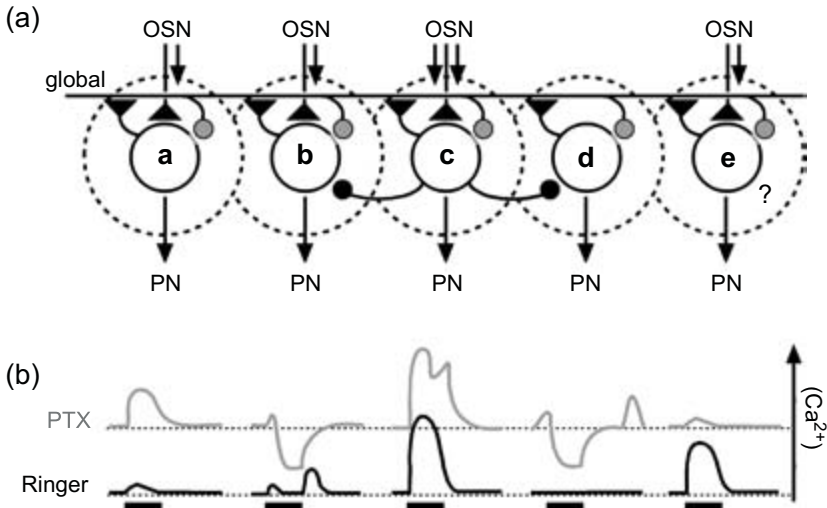 (a)
OSN OSN OSN OSN
global
a b c d e
?
PN PN PN PN PN
(b)
PTX
Ringer
(Ca²⁺)